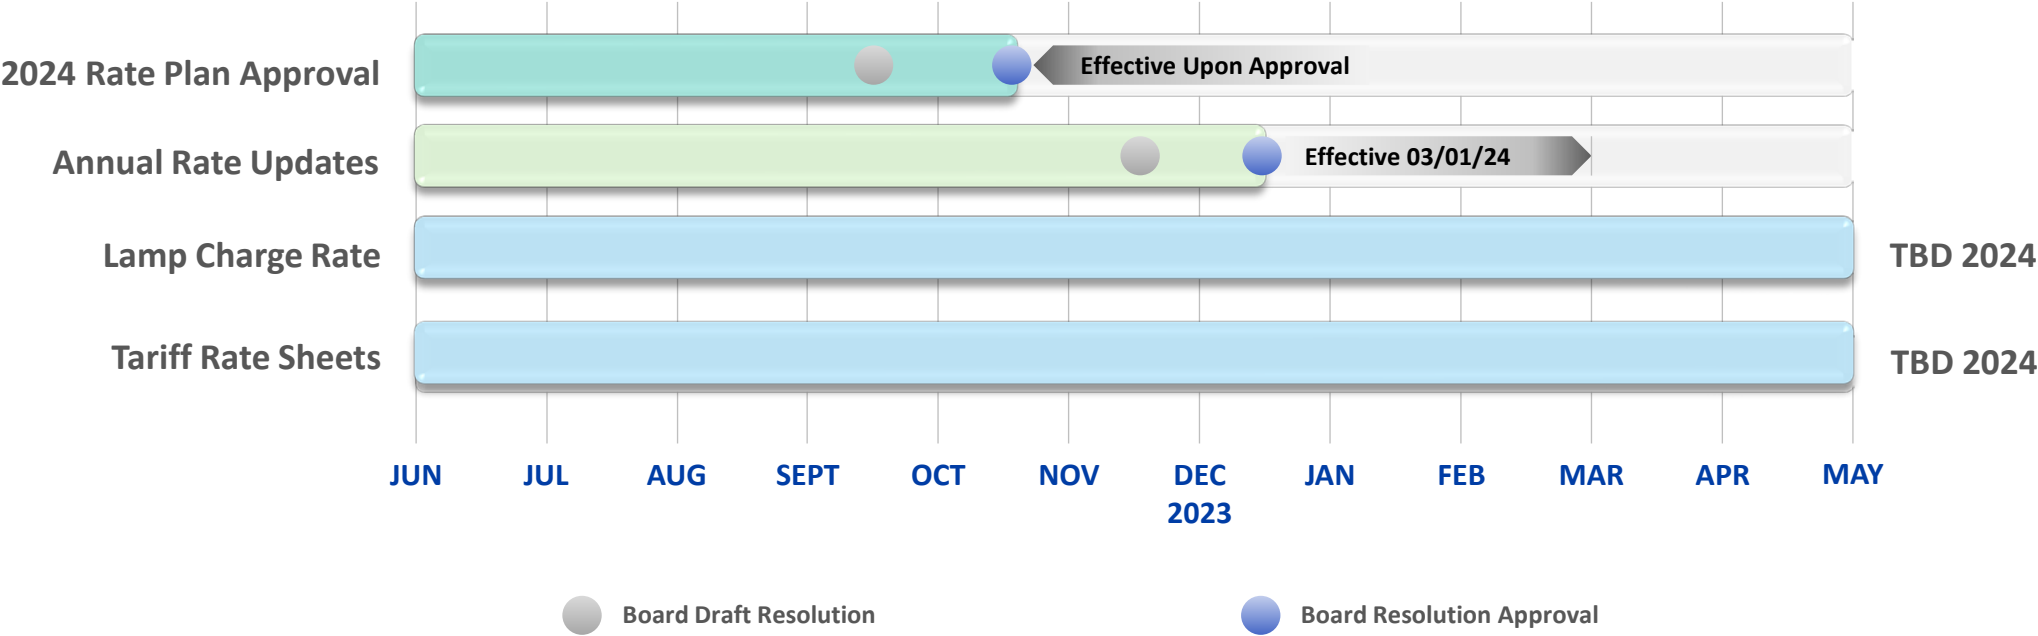 2024 Rate Plan Approval
Effective Upon Approval
Annual Rate Updates
Effective 03/01/24
Lamp Charge Rate
TBD 2024
Tariff Rate Sheets
TBD 2024
JUN JUL AUG SEPT OCT NOV DEC JAN FEB MAR APR MAY
2023
Board Draft Resolution
Board Resolution Approval